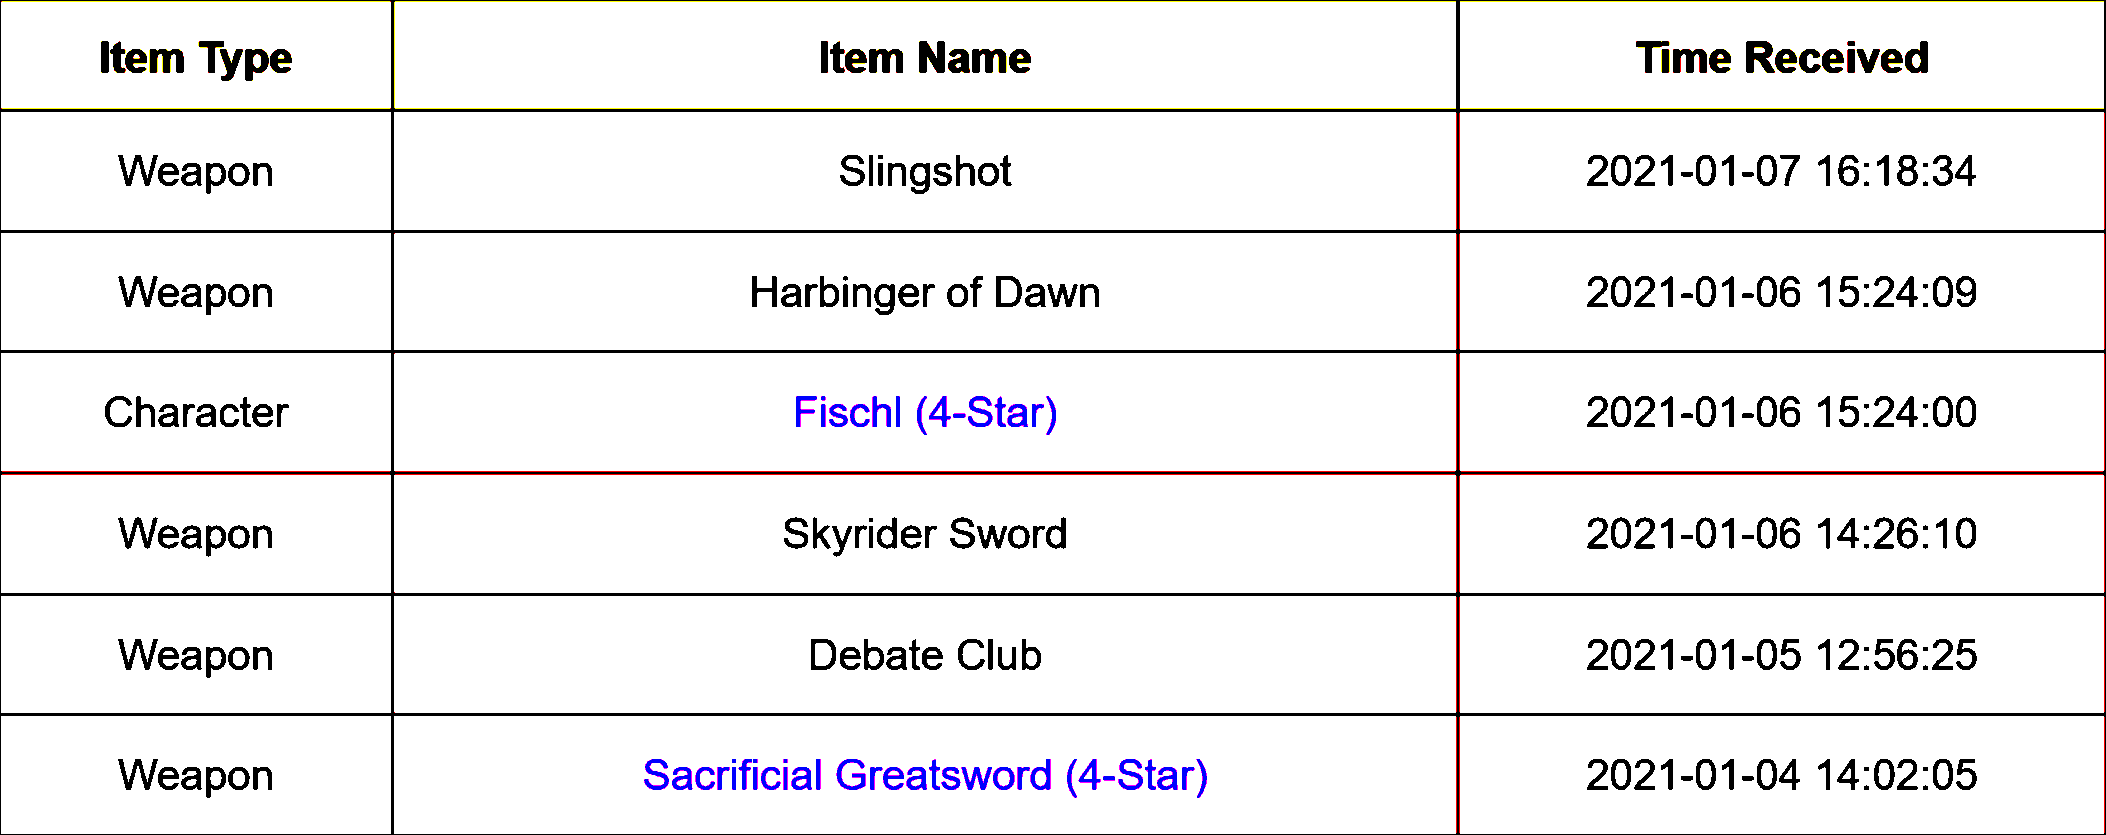 Item Type Item Name Time Received
Weapon Slingshot 2021-01-07 16:18:34
Weapon Harbinger of Dawn 2021-01-06 15:24:09
Character Fischl (4-Star) 2021-01-06 15:24:00
Weapon Skyrider Sword 2021-01-06 14:26:10
Weapon Debate Club 2021-01-05 12:56:25
Weapon Sacrificial Greatsword (4-Star) 2021-01-04 14:02:05